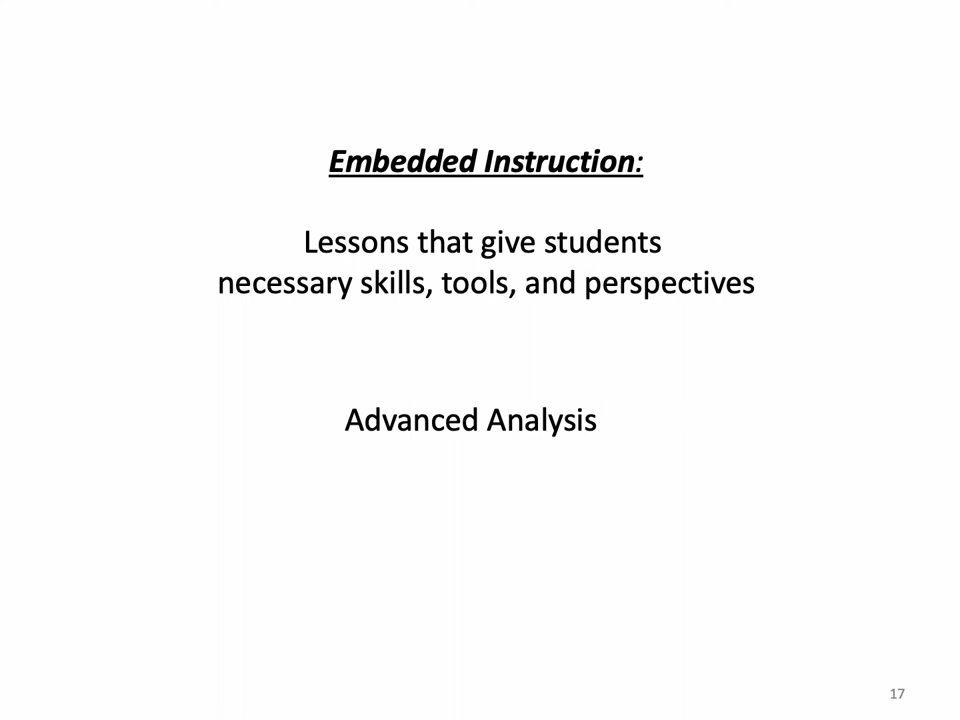 Embedded Instruction:
Lessons that give students
necessary skills, tools, and perspectives
Advanced Analysis
17